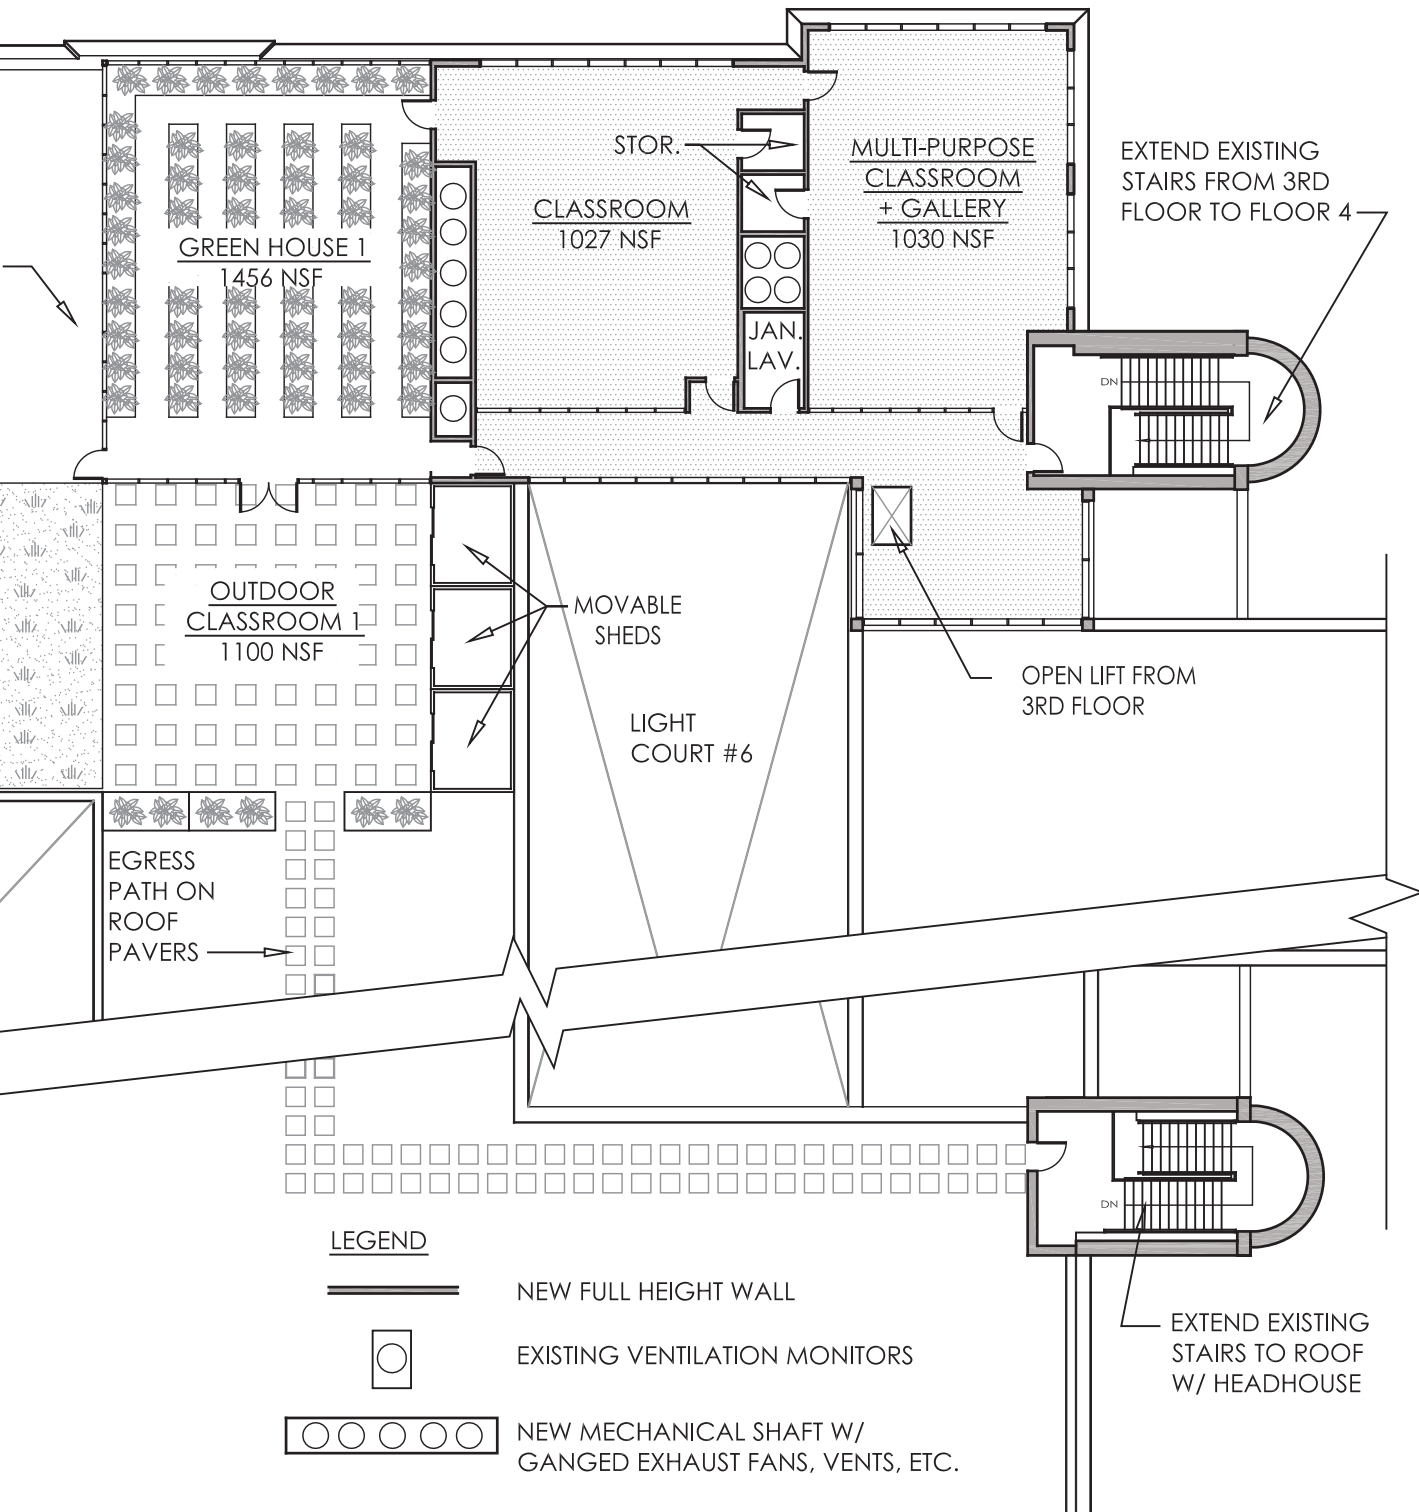 STOR.
MULTI-PURPOSE
CLASSROOM
+ GALLERY
1030 NSF
EXTEND EXISTING
STAIRS FROM 3RD
FLOOR TO FLOOR 4
CLASSROOM
1027 NSF
GREEN HOUSE 1
1456 NSF
JAN.
LAV.
DN
OUTDOOR
CLASSROOM 1
1100 NSF
MOVABLE
SHEDS
OPEN LIFT FROM
3RD FLOOR
LIGHT
COURT #6
EGRESS
PATH ON
ROOF
PAVERS
DN
LEGEND
NEW FULL HEIGHT WALL
EXISTING VENTILATION MONITORS
NEW MECHANICAL SHAFT W/
GANGED EXHAUST FANS, VENTS, ETC.
EXTEND EXISTING
STAIRS TO ROOF
W/ HEADHOUSE